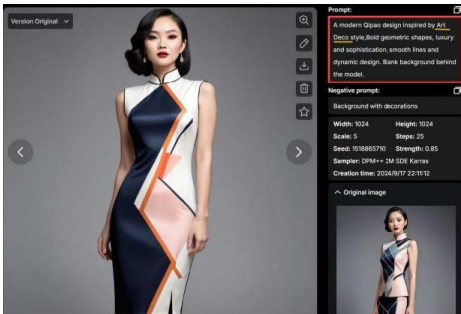 Version Original
Prompt:
A modern Qipao design inspired by Art
Deco style,Bold geometric shapes, luxury
and sophistication, smooth lines and
dynamic design. Bank background behind
the model.
Negative prompt:
Background with decorations
Width: 1024 Height: 1024
Scale: 5 Steps: 25
Seed: 1518865710 Strength: 0.85
Sampler: DPM++ 2M SDE Karras
Creation time: 2024/9/17 22:11:12
Original image